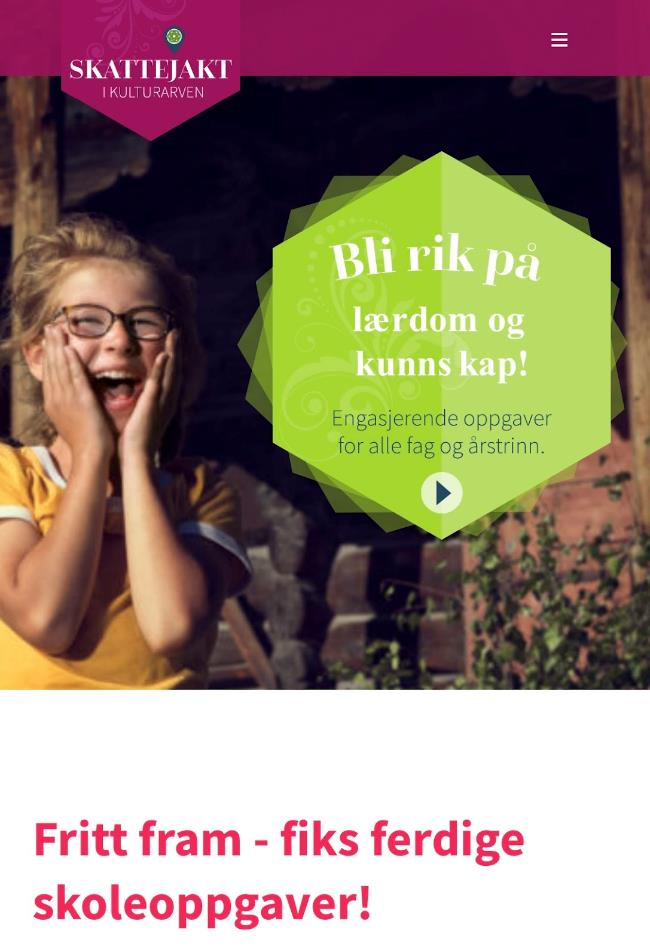 SKATTEJAKT
I KULTURARVEN
Bli rik på
lærdom og
kunns kap!
Engasjerende oppgaver
for alle fag og årstrinn.
Fritt fram - fiks ferdige
skoleoppgaver!